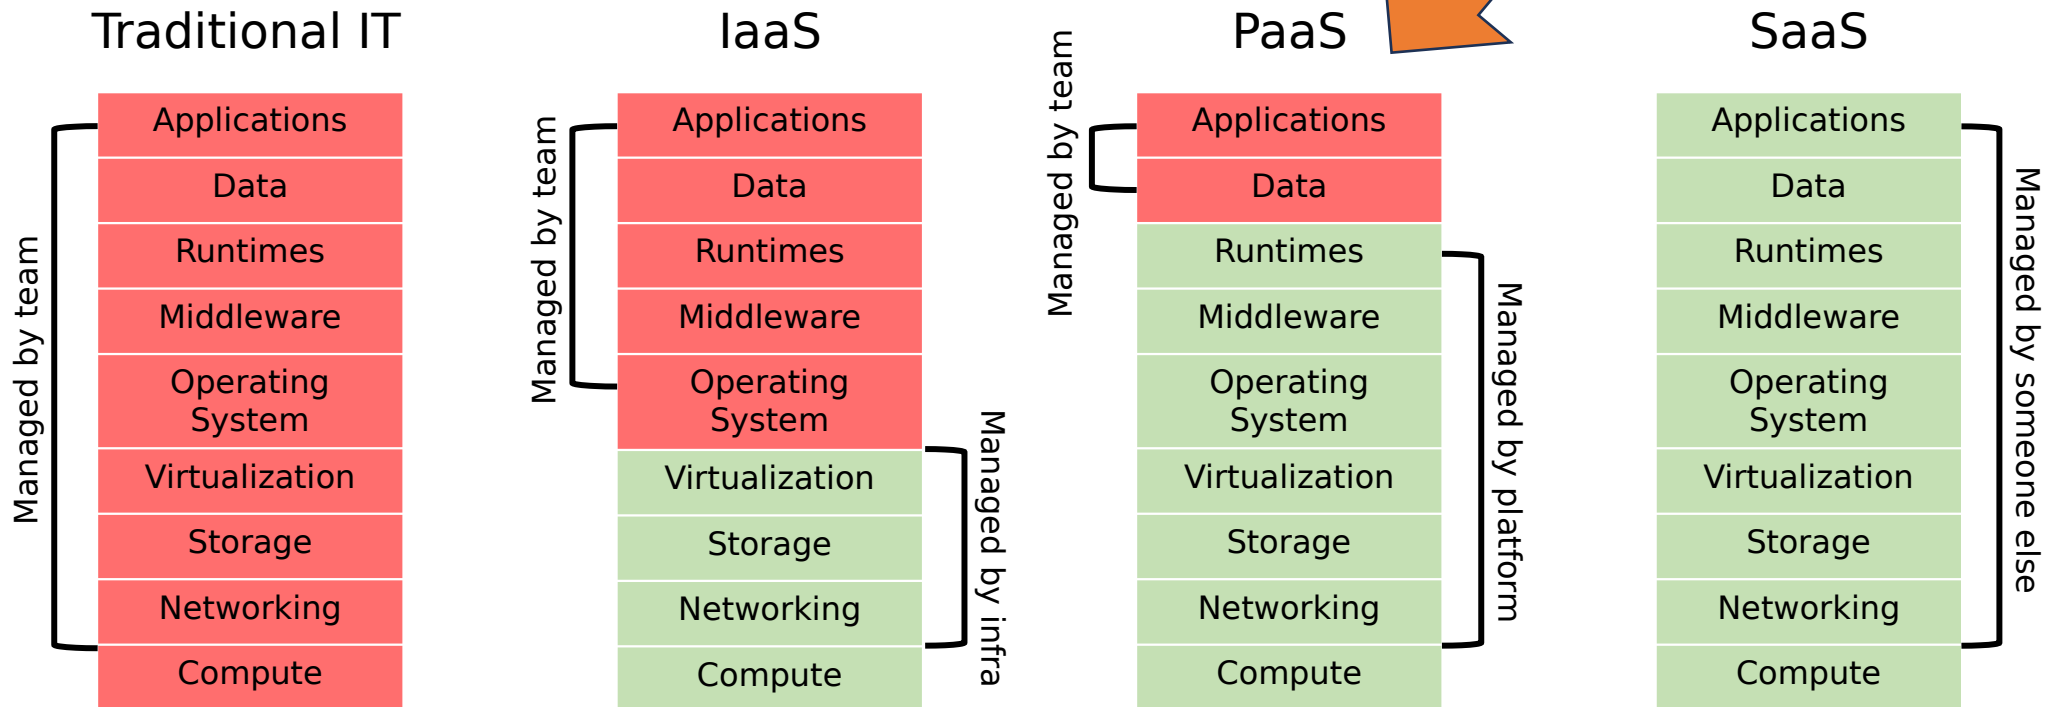 Traditional IT
Managed by team
Applications
Data
Runtimes
Middleware
Operating
System
Virtualization
Storage
Networking
Compute
IaaS
Managed by team
Applications
Data
Runtimes
Middleware
Operating
System
Virtualization
Storage
Networking
Compute
Managed by infra
PaaS
Managed by team
Applications
Data
Runtimes
Middleware
Operating
System
Virtualization
Storage
Networking
Compute
Managed by platform
SaaS
Applications
Data
Runtimes
Middleware
Operating
System
Virtualization
Storage
Networking
Compute
Managed by someone else